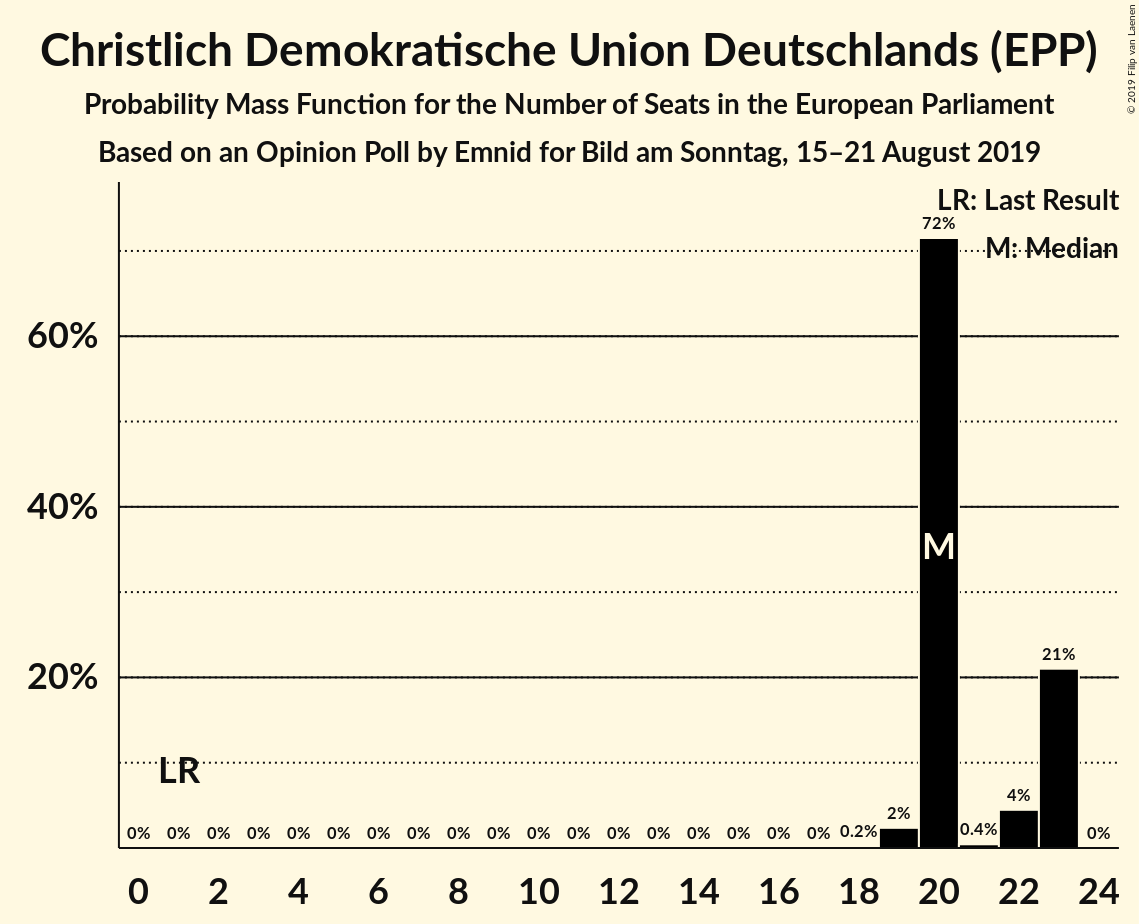 Christlich Demokratische Union Deutschlands (EPP)
Probability Mass Function for the Number of Seats in the European Parliament
Based on an Opinion Poll by Emnid for Bild am Sonntag, 15–21 August 2019
© 2019 Filip van Laenen
LR: Last Result
72%
M: Median
60%
40%
M
21%
20%
LR
4%
2%
0% 0% 0% 0% 0% 0% 0% 0% 0% 0% 0% 0% 0% 0% 0% 0% 0% 0% 0.2% 0.4% 0%
0 2 4 6 8 10 12 14 16 18 20 22 24